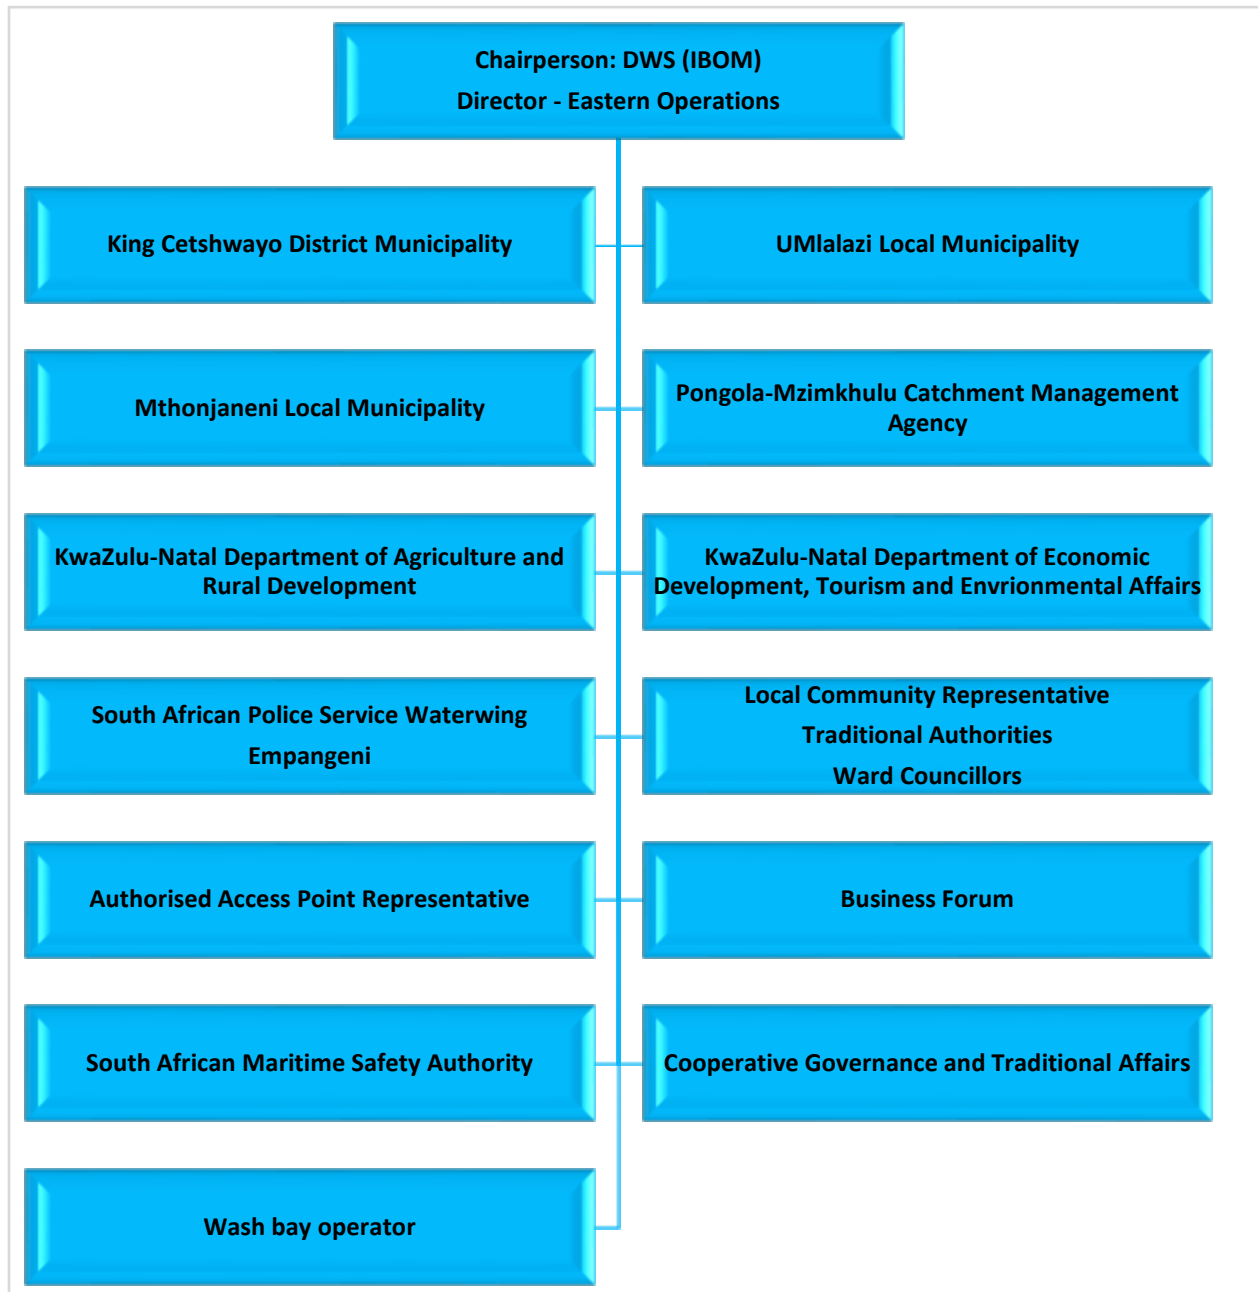 Chairperson: DWS (IBOM)
Director - Eastern Operations
King Cetshwayo District Municipality
UMlalazi Local Municipality
Mthonjaneni Local Municipality
Pongola-Mzimkhulu Catchment Management
Agency
KwaZulu-Natal Department of Agriculture and
Rural Development
KwaZulu-Natal Department of Economic
Development, Tourism and Envrionmental Affairs
South African Police Service Waterwing
Empangeni
Local Community Representative
Traditional Authorities
Ward Councillors
Authorised Access Point Representative
Business Forum
South African Maritime Safety Authority
Cooperative Governance and Traditional Affairs
Wash bay operator